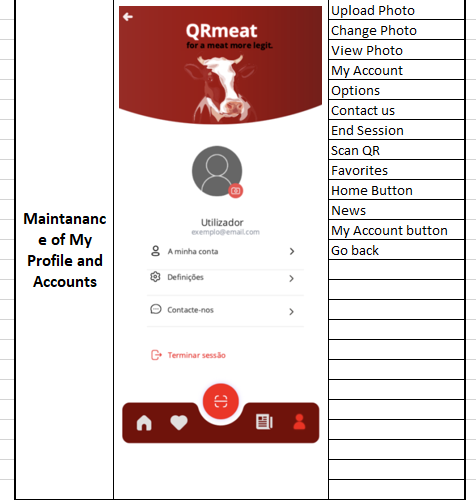 Maintananc
e of My
Profile and
Accounts
QRmeat
for a meat more legit.
Utilizador
exemplo@email.com
A minha conta
Definições
Contacte-nos
Terminar sessão
Upload Photo
Change Photo
View Photo
My Account
Options
Contact us
End Session
Scan QR
Favorites
Home Button
News
My Account button
Go back